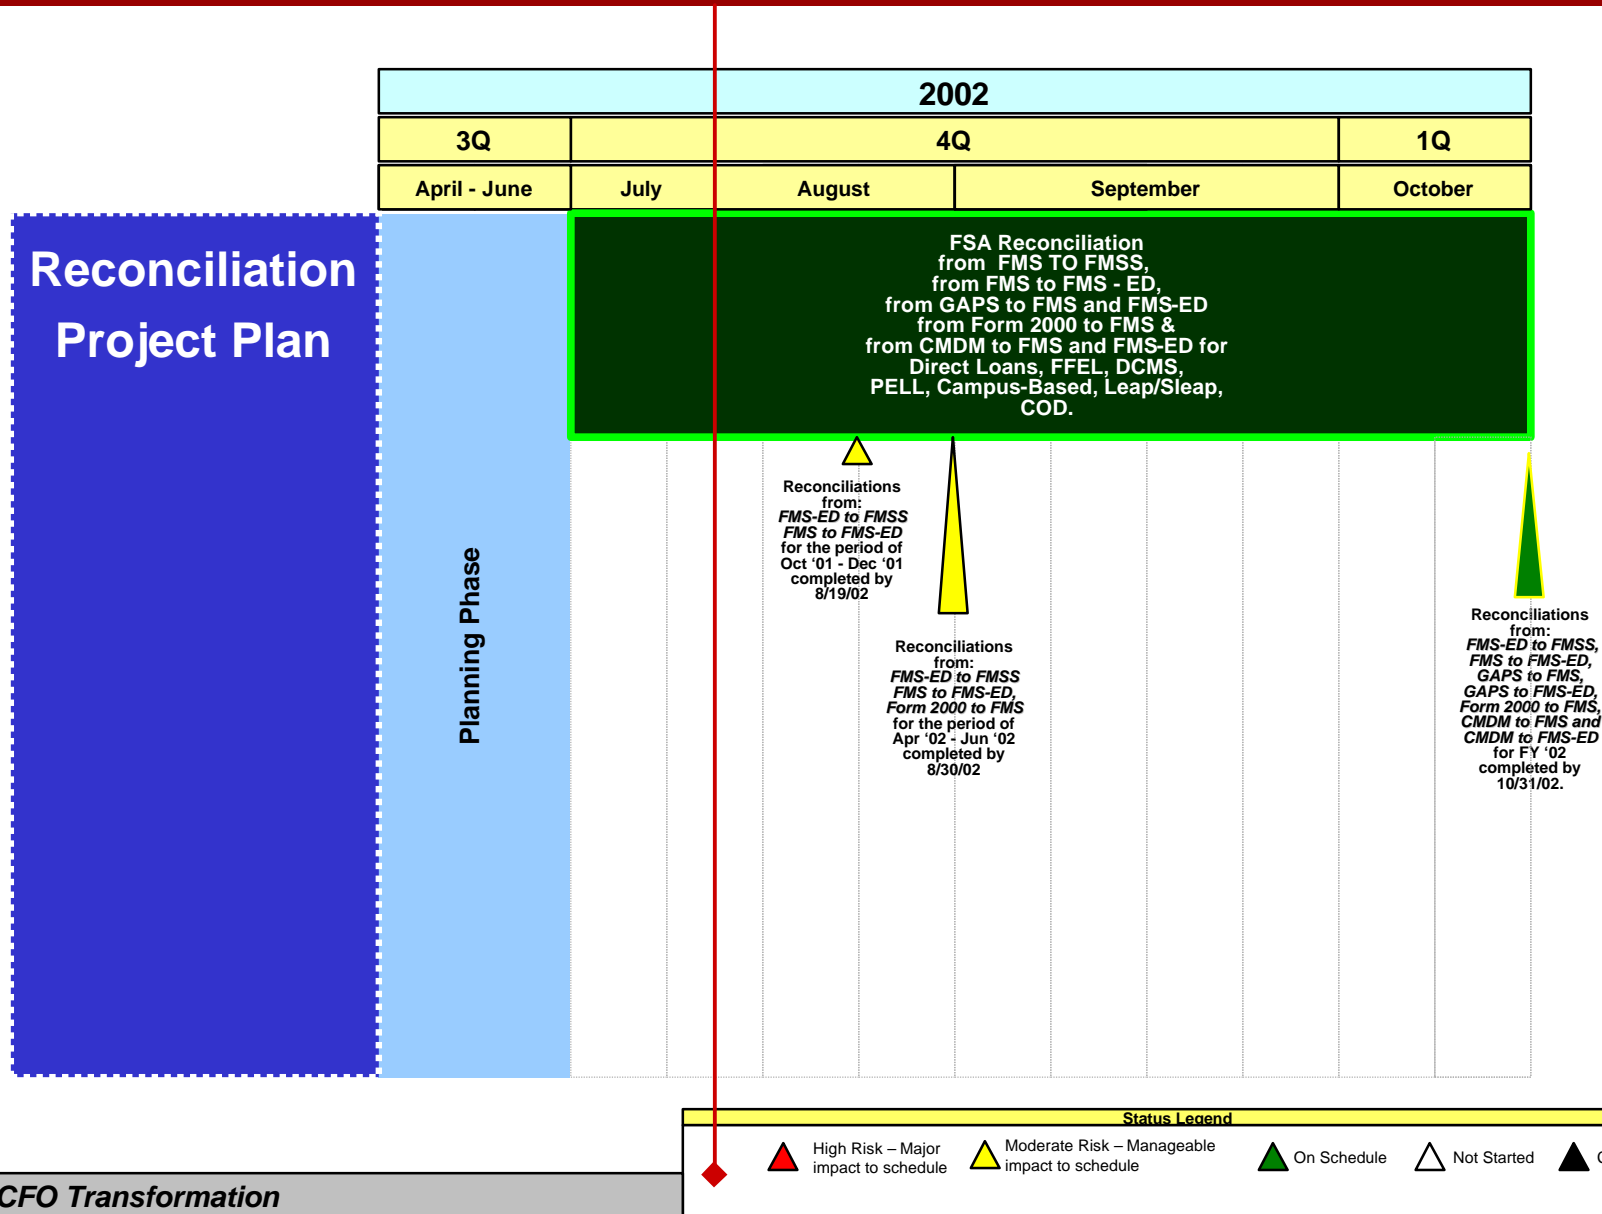 2002
3Q
4Q
1Q
April - June
July
August
September
October
Reconciliation
Project Plan
Planning Phase
FSA Reconciliation
from  FMS TO FMSS,
from FMS to FMS - ED,
from GAPS to FMS and FMS-ED
from Form 2000 to FMS &
from CMDM to FMS and FMS-ED for
Direct Loans, FFEL, DCMS,
PELL, Campus-Based, Leap/Sleap,
COD.
Reconciliations
from:
FMS-ED to FMSS
FMS to FMS-ED
for the period of
Oct ‘01 - Dec ‘01
completed by
8/19/02
Reconciliations
from:
FMS-ED to FMSS
FMS to FMS-ED,
Form 2000 to FMS
for the period of
Apr ‘02 - Jun ‘02
completed by
8/30/02
Reconciliations
from:
FMS-ED to FMSS,
FMS to FMS-ED,
GAPS to FMS,
GAPS to FMS-ED,
Form 2000 to FMS,
CMDM to FMS and
CMDM to FMS-ED
for FY ‘02
completed by
10/31/02.
Status Legend
High Risk – Major
impact to schedule
Moderate Risk – Manageable
impact to schedule
On Schedule
Not Started
CFO Transformation